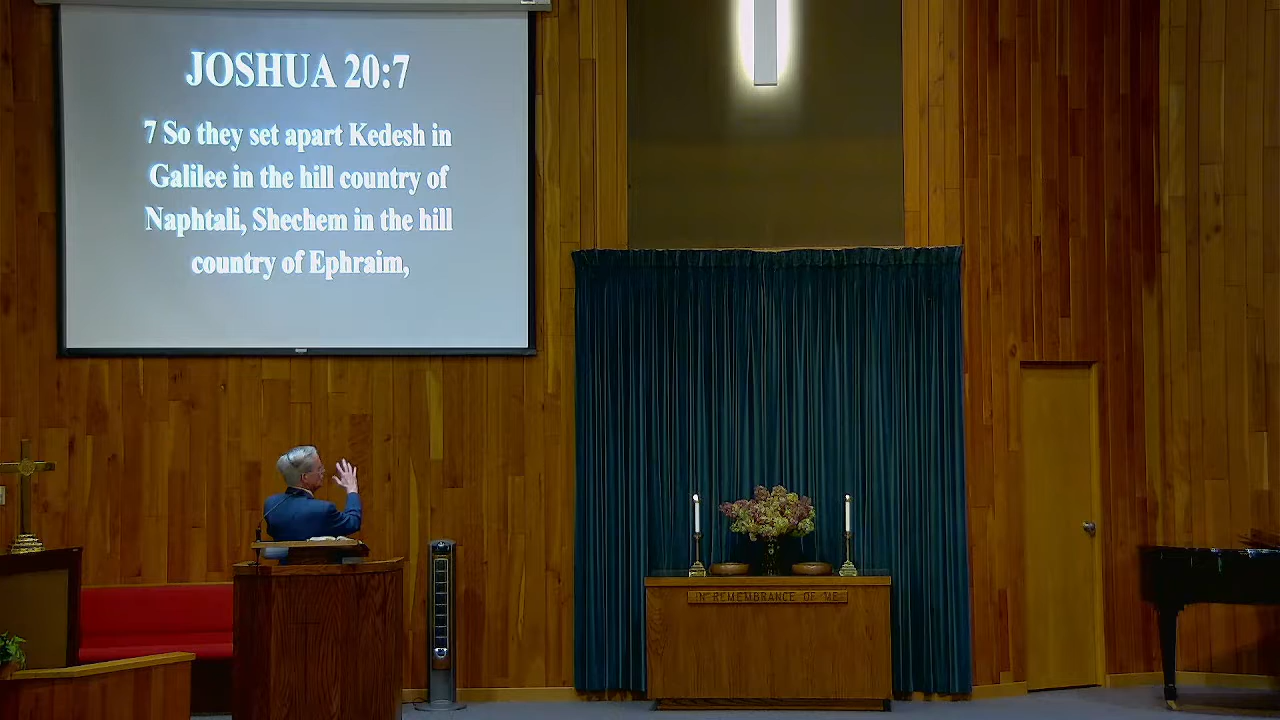 JOSHUA 20:7
7 So they set apart Kedesh in
Galilee in the hill country of
Naphtali, Shechem in the hill
country of Ephraim,
IN REMEMBRANCE OF ME